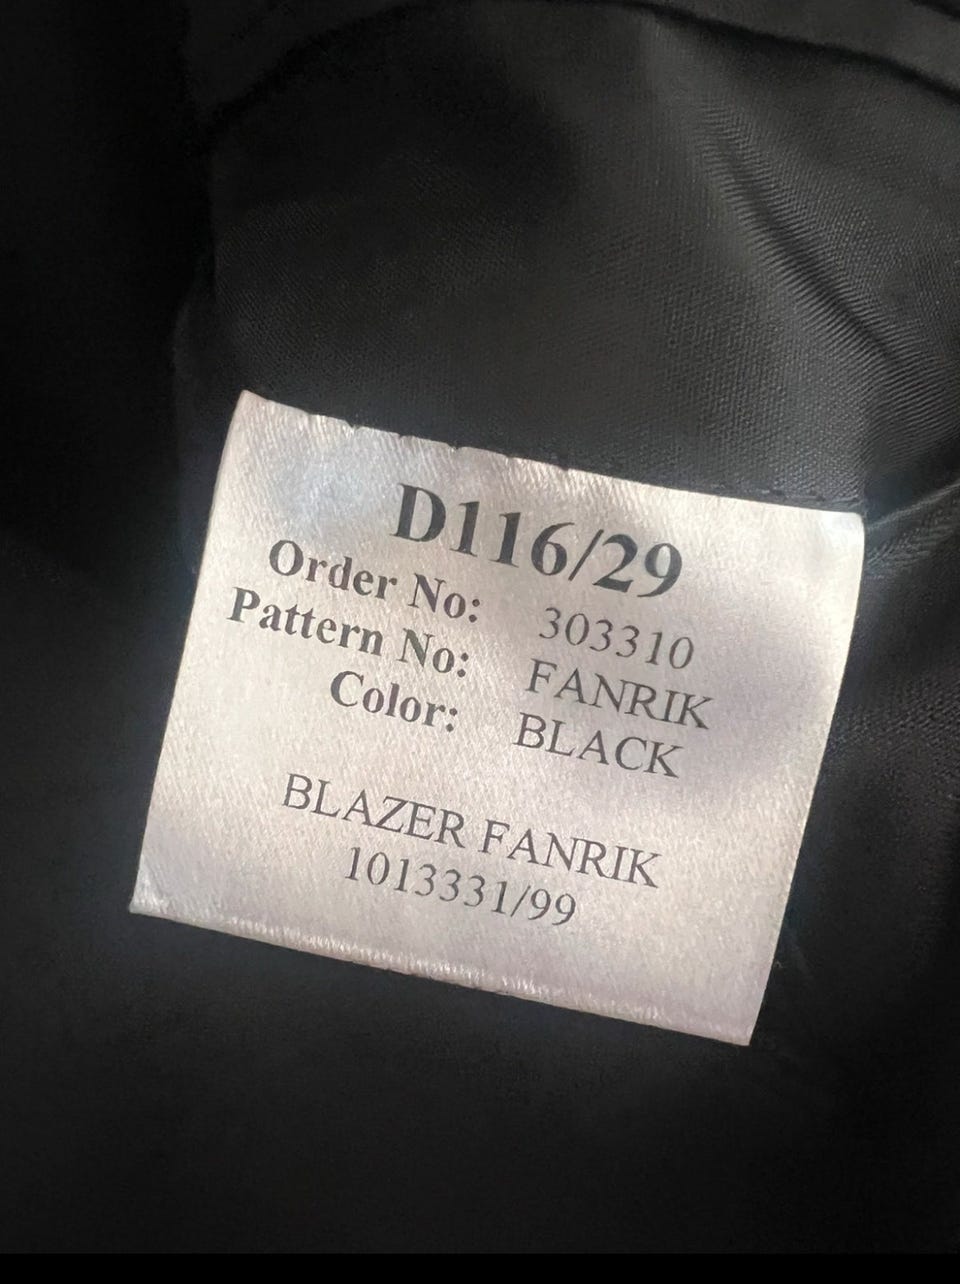 D116/29
Order No: 303310
Pattern No: FANRIK
Color: BLACK
BLAZER FANRIK
1013331/99